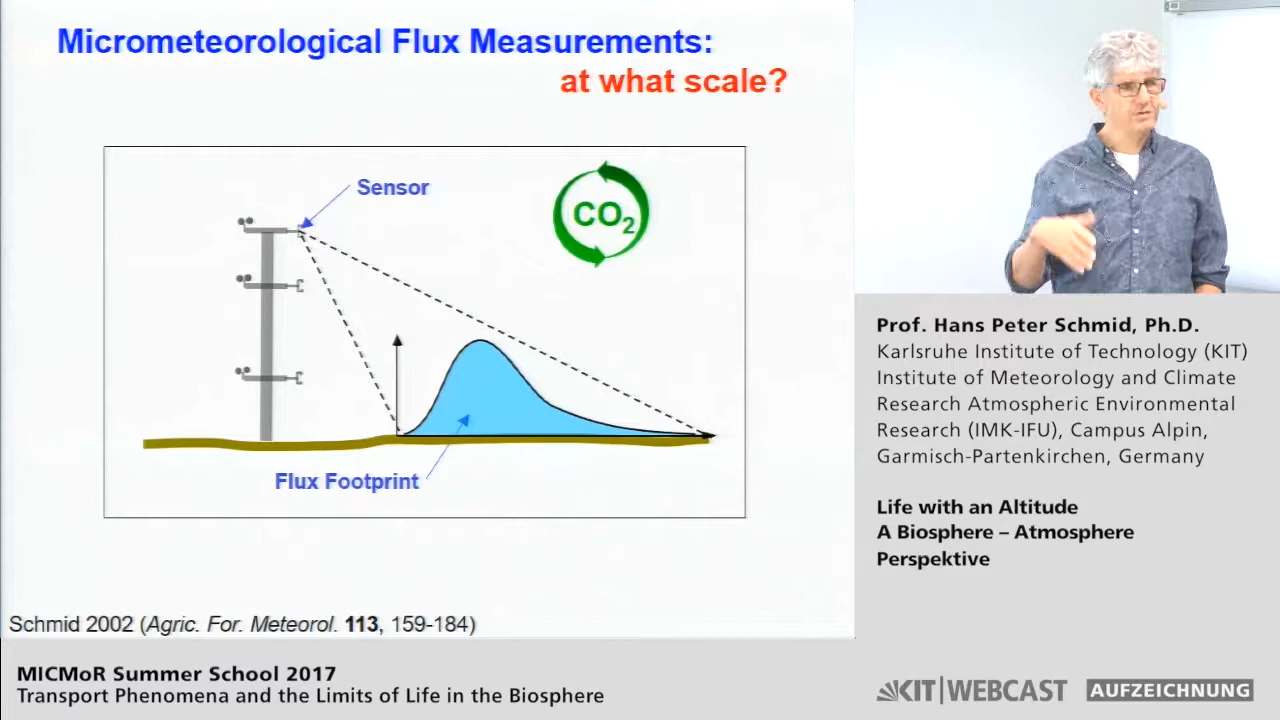 Micrometeorological Flux Measurements:
at what scale?
Sensor
CO2
Flux Footprint
Schmid 2002 (Agric. For. Meteorol. 113, 159-184)
Prof. Hans Peter Schmid, Ph.D.
Karlsruhe Institute of Technology (KIT)
Institute of Meteorology and Climate
Research Atmospheric Environmental
Research (IMK-IFU), Campus Alpin,
Garmisch-Partenkirchen, Germany
Life with an Altitude
A Biosphere – Atmosphere
Perspektive
MICMoR Summer School 2017
Transport Phenomena and the Limits of Life in the Biosphere
KIT|WEBCAST
AUFZEICHNUNG